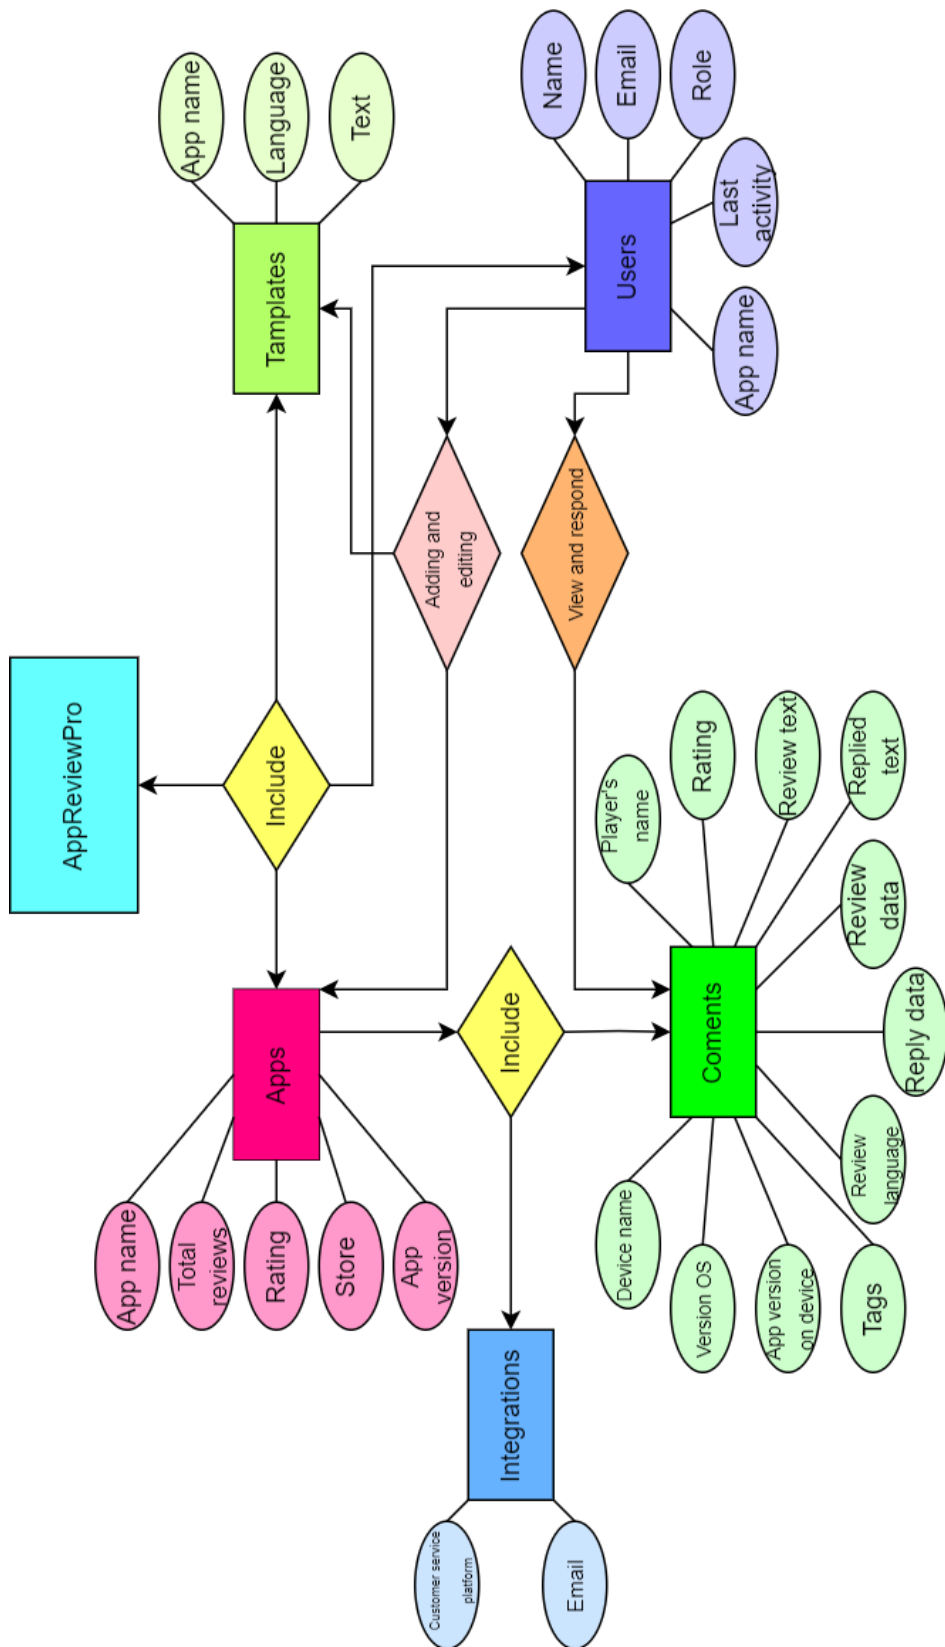 AppReviewPro
Include
App name
Total
reviews
Rating
Store
App
version
Apps
Tamplates
App name
Language
Text
Adding and
editing
Customer service
platform
Email
Integrations
Include
View and respond
Users
Name
Email
Role
Last
activity
App name
Coments
Device name
Version OS
App version
on device
Tags
Review
language
Reply data
Review
data
Replied
text
Review text
Rating
Player's
name